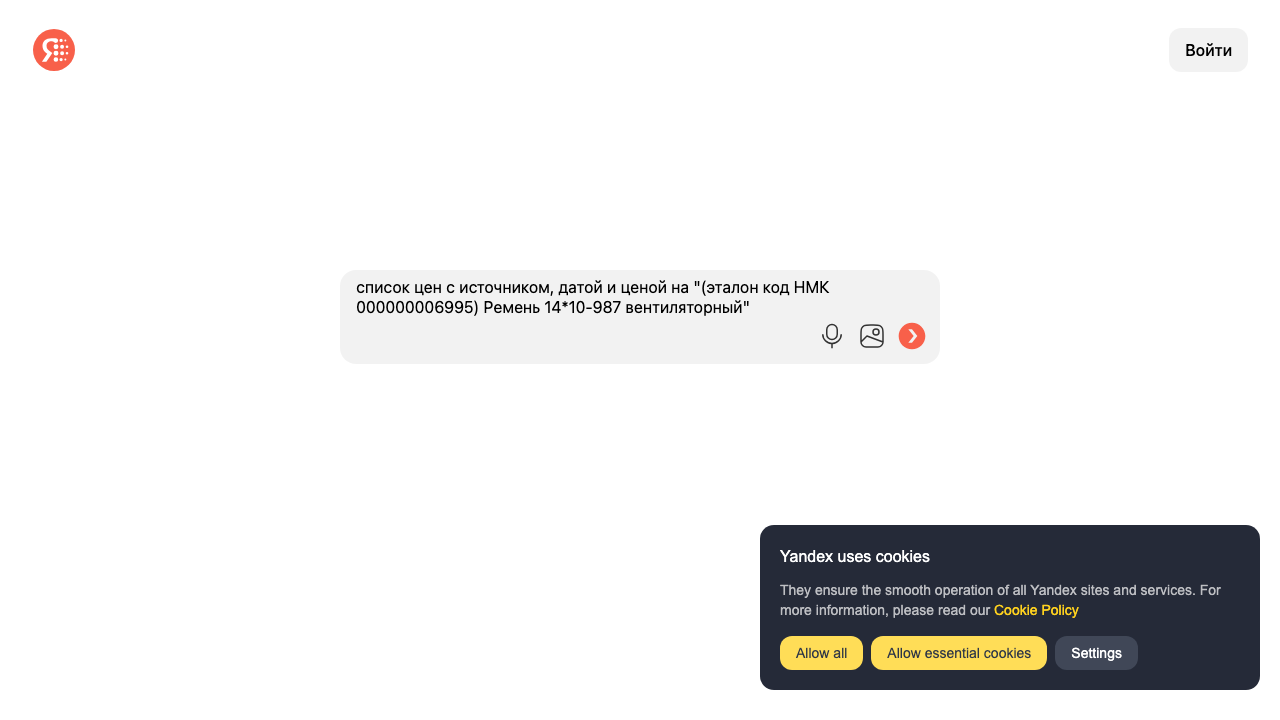 Я
Войти
список цен с источником, датой и ценой на "(эталон код НМК
000000006995) Ремень 14*10-987 вентиляторный"
Yandex uses cookies
They ensure the smooth operation of all Yandex sites and services. For
more information, please read our Cookie Policy
Allow all
Allow essential cookies
Settings